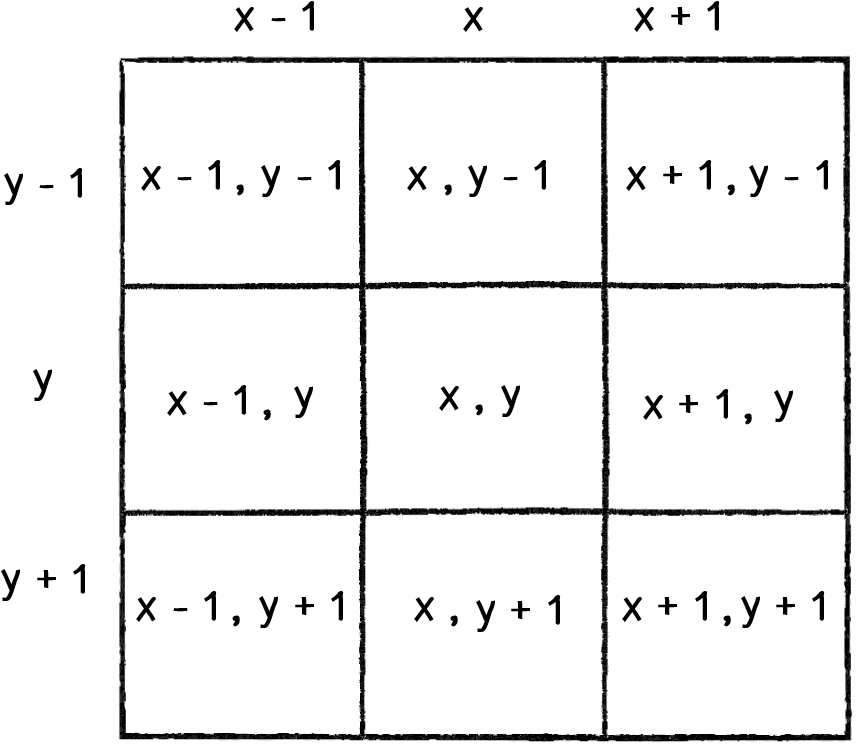 x - 1 x x + 1
y - 1 x - 1, y - 1 x , y - 1 x + 1, y - 1
y x - 1, y x , y x + 1, y
y + 1 x - 1, y + 1 x , y + 1 x + 1, y + 1